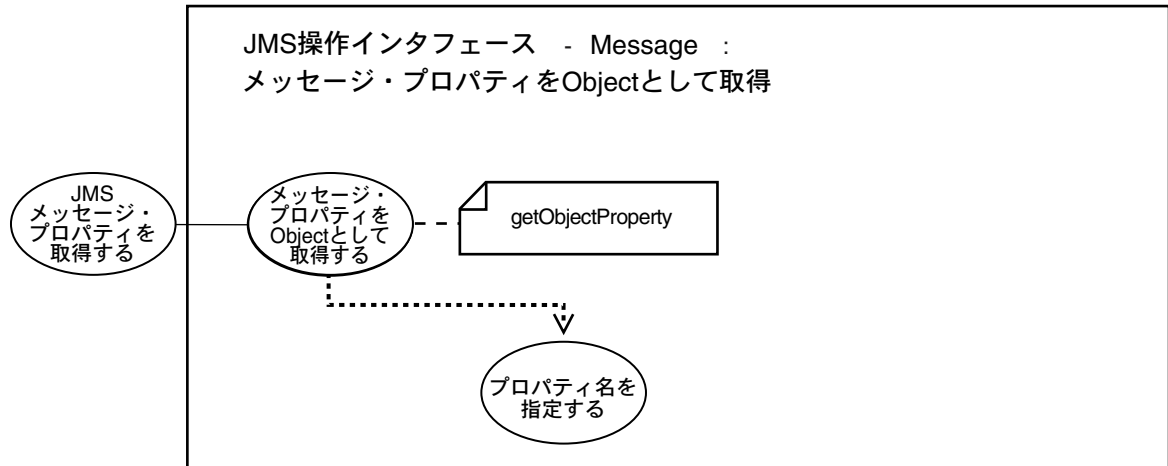 JMS操作インタフェース - Message :
メッセージ・プロパティをObjectとして取得
JMS
メッセージ・
プロパティを
取得する
メッセージ・
プロパティを
Objectとして
取得する
getObjectProperty
プロパティ名を
指定する